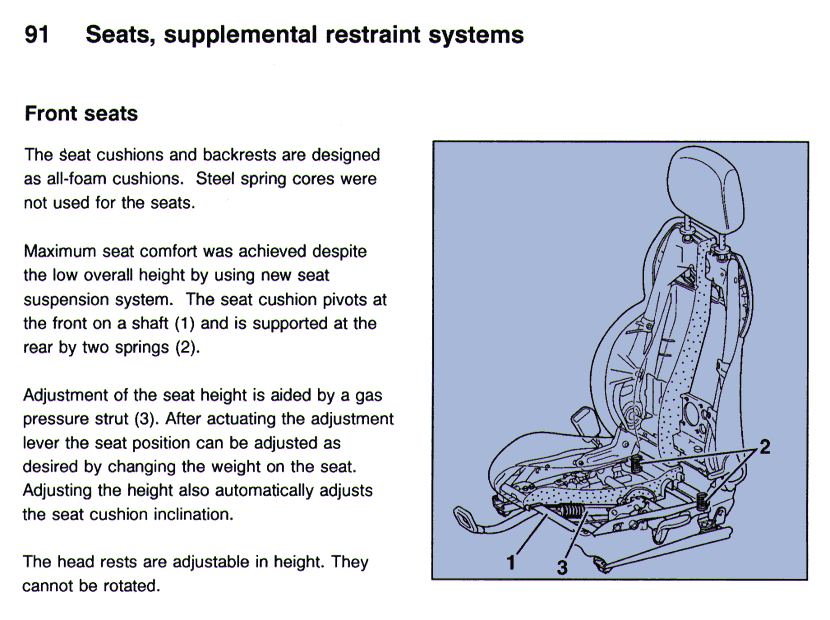 91 Seats, supplemental restraint systems
Front seats
The seat cushions and backrests are designed
as all-foam cushions. Steel spring cores were
not used for the seats.
Maximum seat comfort was achieved despite
the low overall height by using new seat
suspension system. The seat cushion pivots at
the front on a shaft (1) and is supported at the
rear by two springs (2).
Adjustment of the seat height is aided by a gas
pressure strut (3). After actuating the adjustment
lever the seat position can be adjusted as
desired by changing the weight on the seat.
Adjusting the height also automatically adjusts
the seat cushion inclination.
The head rests are adjustable in height. They
cannot be rotated.
2
1
3